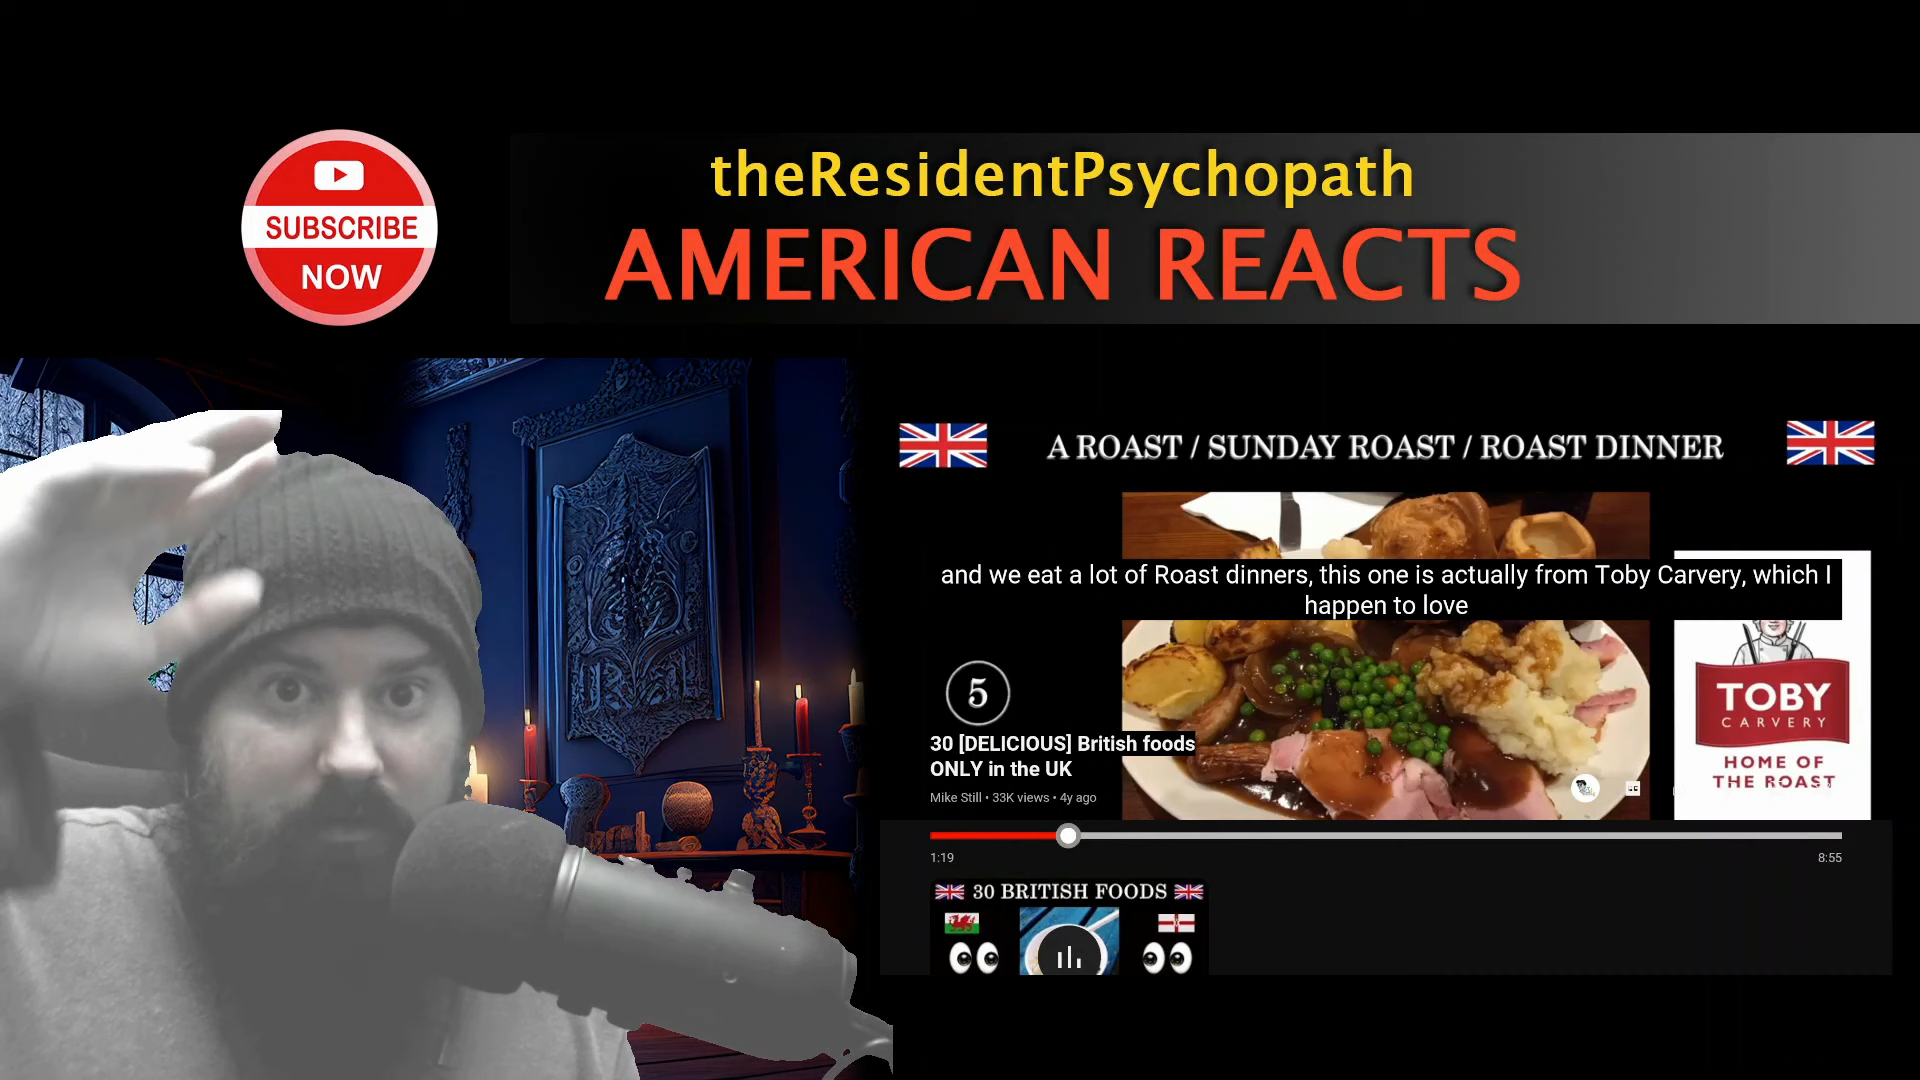 theResidentPsychopath
AMERICAN REACTS
SUBSCRIBE
NOW
A ROAST / SUNDAY ROAST / ROAST DINNER
and we eat a lot of Roast dinners, this one is actually from Toby Carvery, which I
happen to love
5
30 [DELICIOUS] British foods
ONLY in the UK
Mike Still • 33K views • 4y ago
TOBY
CARVERY
HOME OF
THE ROAST
1:19
8:55
30 BRITISH FOODS